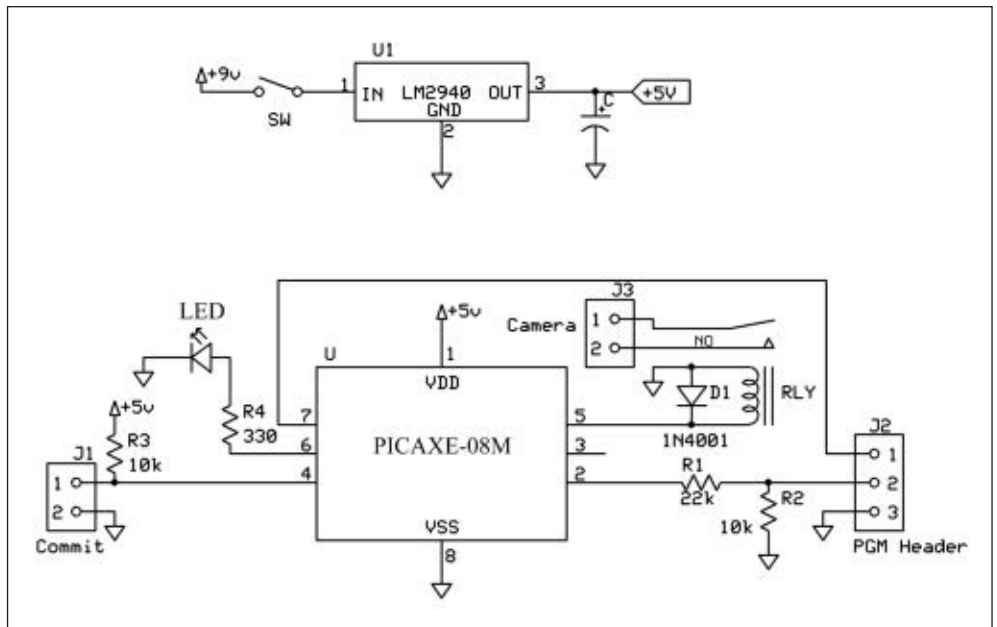 U1
+9v
SW
1
IN
LM2940
OUT
GND
2
3
+
C
+5V
LED
+5v
R3
10k
R4
330
J1
1
2
Commit
U
+5v
1
VDD
PICAXE-08M
VSS
8
7
6
4
5
3
2
J3
Camera
1
2
NO
D1
1N4001
RLY
R1
22k
R2
10k
J2
1
2
3
PGM Header